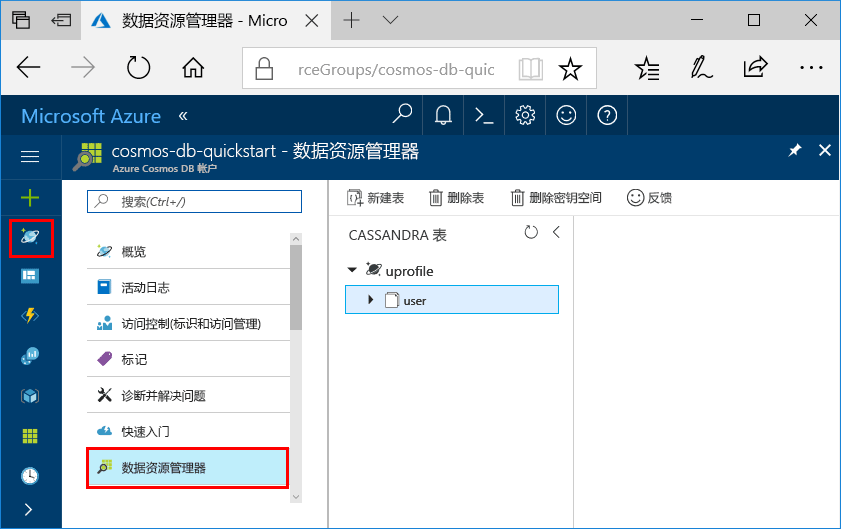 数据资源管理器 - Micro
rceGroups/cosmos-db-quic
Microsoft Azure «
cosmos-db-quickstart - 数据资源管理器
Azure Cosmos DB 帐户
搜索(Ctrl+/)
概览
活动日志
访问控制(标识和访问管理)
标记
诊断并解决问题
快速入门
数据资源管理器
新建表 删除表 删除密钥空间 反馈
CASSANDRA 表
uprofile
user